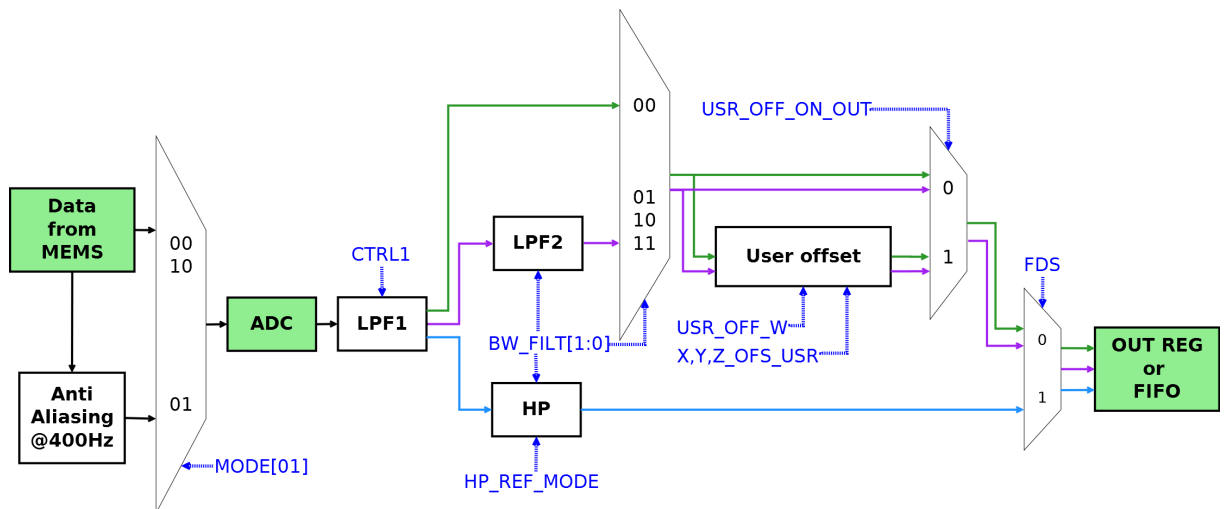 Data
from
MEMS
Anti
Aliasing
@400Hz
00
10
01
MODE[01]
ADC
CTRL1
LPF1
LPF2
BW_FILT[1:0]
HP
HP_REF_MODE
00
01
10
11
USR_OFF_ON_OUT
User offset
USR_OFF_W
X,Y,Z_OFS_USR
0
1
FDS
0
1
OUT REG
or
FIFO